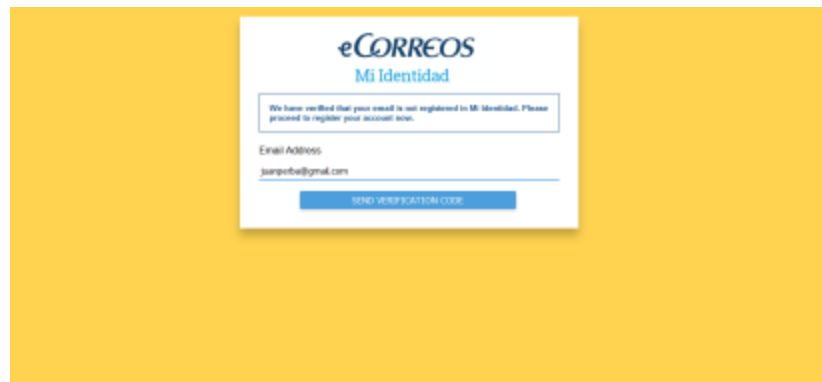 eCORREOS
Mi Identidad
We have verified that your email is not registered in Mi Identidad. Please
proceed to register your account now.
Email Address
juanperba@gmail.com
SEND VERIFICATION CODE